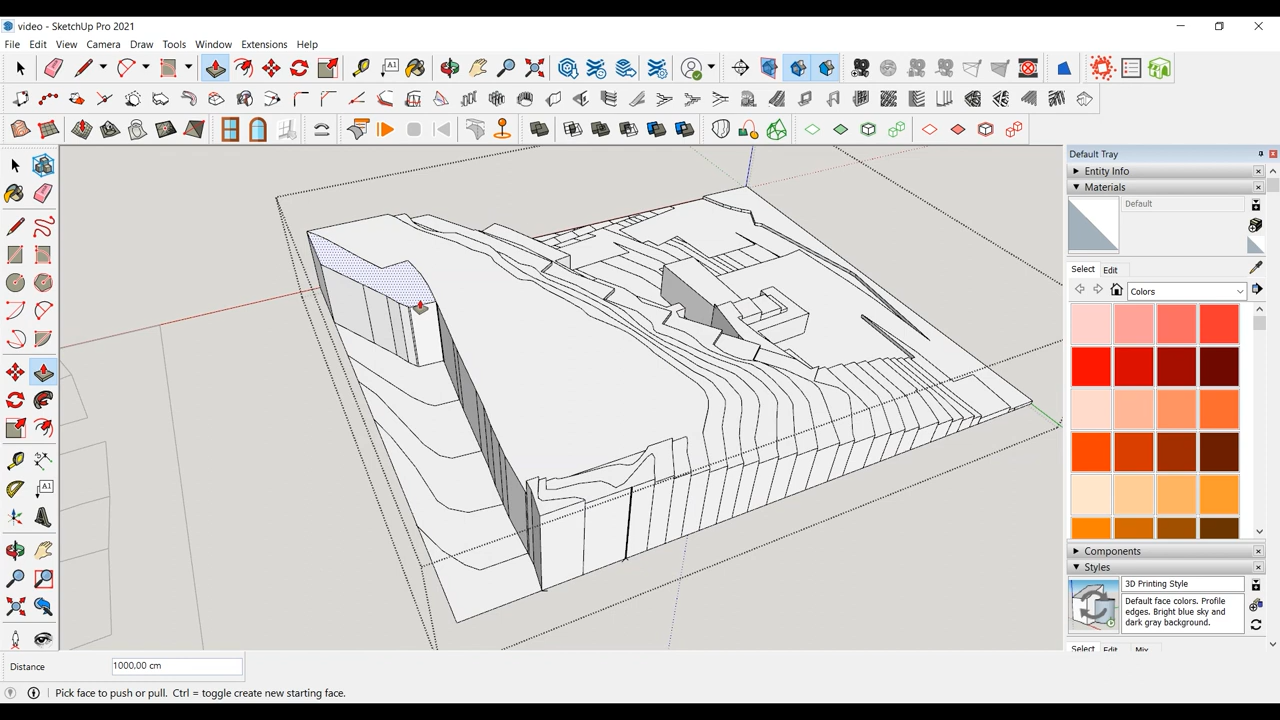 video - SketchUp Pro 2021
File Edit View Camera Draw Tools Window Extensions Help
A1
Default Tray
Entity Info
Materials
Default
Select Edit
Colors
A1
Components
Styles
3D Printing Style
Default face colors. Profile
edges. Bright blue sky and
dark gray background.
Select Edit Mix
Distance 1000.00 cm
Pick face to push or pull. Ctrl = toggle create new starting face.